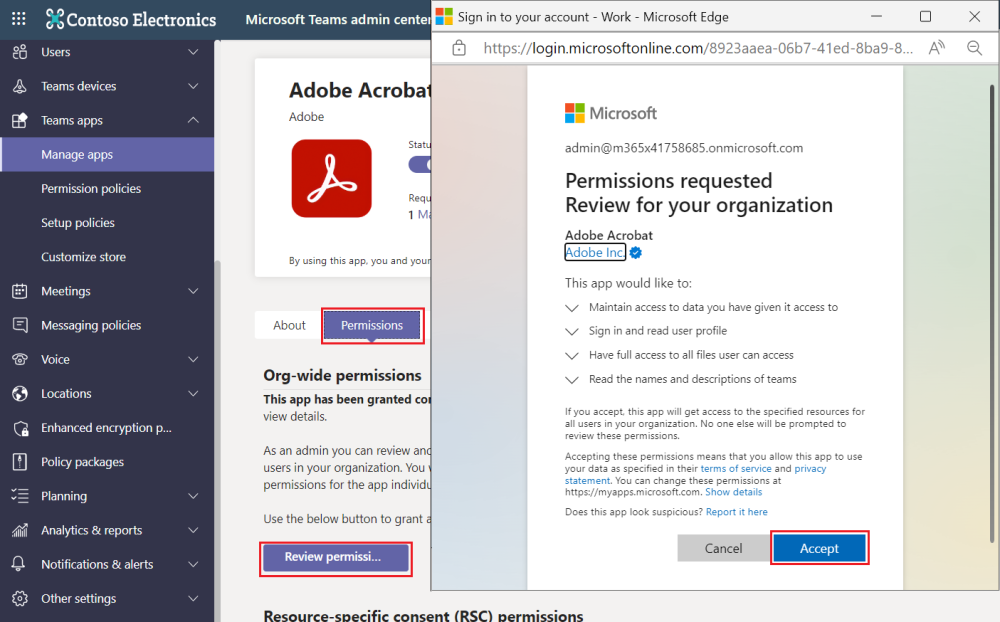 Contoso Electronics
Microsoft Teams admin center
Users
Teams devices
Teams apps
Manage apps
Permission policies
Setup policies
Customize store
Meetings
Messaging policies
Voice
Locations
Enhanced encryption p...
Policy packages
Planning
Analytics & reports
Notifications & alerts
Other settings
Adobe Acrobat
Adobe
Statu
Requ
1 Ma
By using this app, you and your
About
Permissions
Org-wide permissions
This app has been granted cor
view details.
As an admin you can review and
users in your organization. You w
permissions for the app individu
Use the below button to grant a
Review permissi...
Resource-specific consent (RSC) permissions
Sign in to your account - Work - Microsoft Edge
https://login.microsoftonline.com/8923aaea-06b7-41ed-8ba9-8...
Microsoft
admin@m365x41758685.onmicrosoft.com
Permissions requested
Review for your organization
Adobe Acrobat
Adobe Inc.
This app would like to:
Maintain access to data you have given it access to
Sign in and read user profile
Have full access to all files user can access
Read the names and descriptions of teams
If you accept, this app will get access to the specified resources for
all users in your organization. No one else will be prompted to
review these permissions.
Accepting these permissions means that you allow this app to use
your data as specified in their terms of service and privacy
statement. You can change these permissions at
https://myapps.microsoft.com. Show details
Does this app look suspicious? Report it here
Cancel
Accept